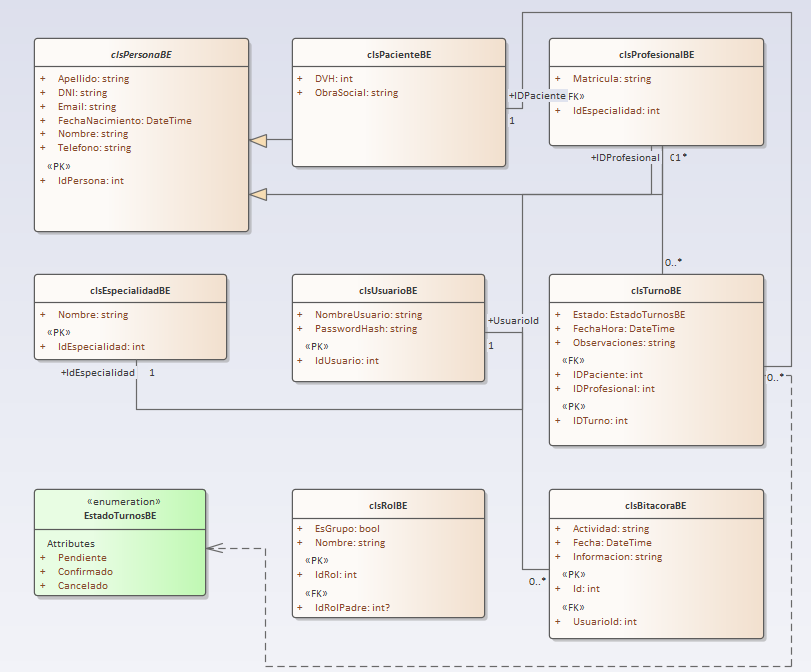 clsPersonaBE
+ Apellido: string
+ DNI: string
+ Email: string
+ FechaNacimiento: DateTime
+ Nombre: string
+ Telefono: string
«PK»
+ IdPersona: int
clsPacienteBE
+ DVH: int
+ ObraSocial: string
+IDPaciente
1
clsProfesionalBE
+ Matricula: string
FK»
+ IdEspecialidad: int
+IDProfesional
1*
0..*
clsEspecialidadBE
+ Nombre: string
«PK»
+ IdEspecialidad: int
+IdEspecialidad 1
clsUsuarioBE
+ NombreUsuario: string
+ PasswordHash: string
«PK»
+ IdUsuario: int
+UsuarioId
1
clsTurnoBE
+ Estado: EstadoTurnosBE
+ FechaHora: DateTime
+ Observaciones: string
«FK»
+ IDPaciente: int
+ IDProfesional: int
«PK»
+ IDTurno: int
0..*
«enumeration»
EstadoTurnosBE
Attributes
+ Pendiente
+ Confirmado
+ Cancelado
clsRolBE
+ EsGrupo: bool
+ Nombre: string
«PK»
+ IdRol: int
«FK»
+ IdRolPadre: int?
clsBitacoraBE
+ Actividad: string
+ Fecha: DateTime
+ Informacion: string
«PK»
+ Id: int
«FK»
+ UsuarioId: int
0..*